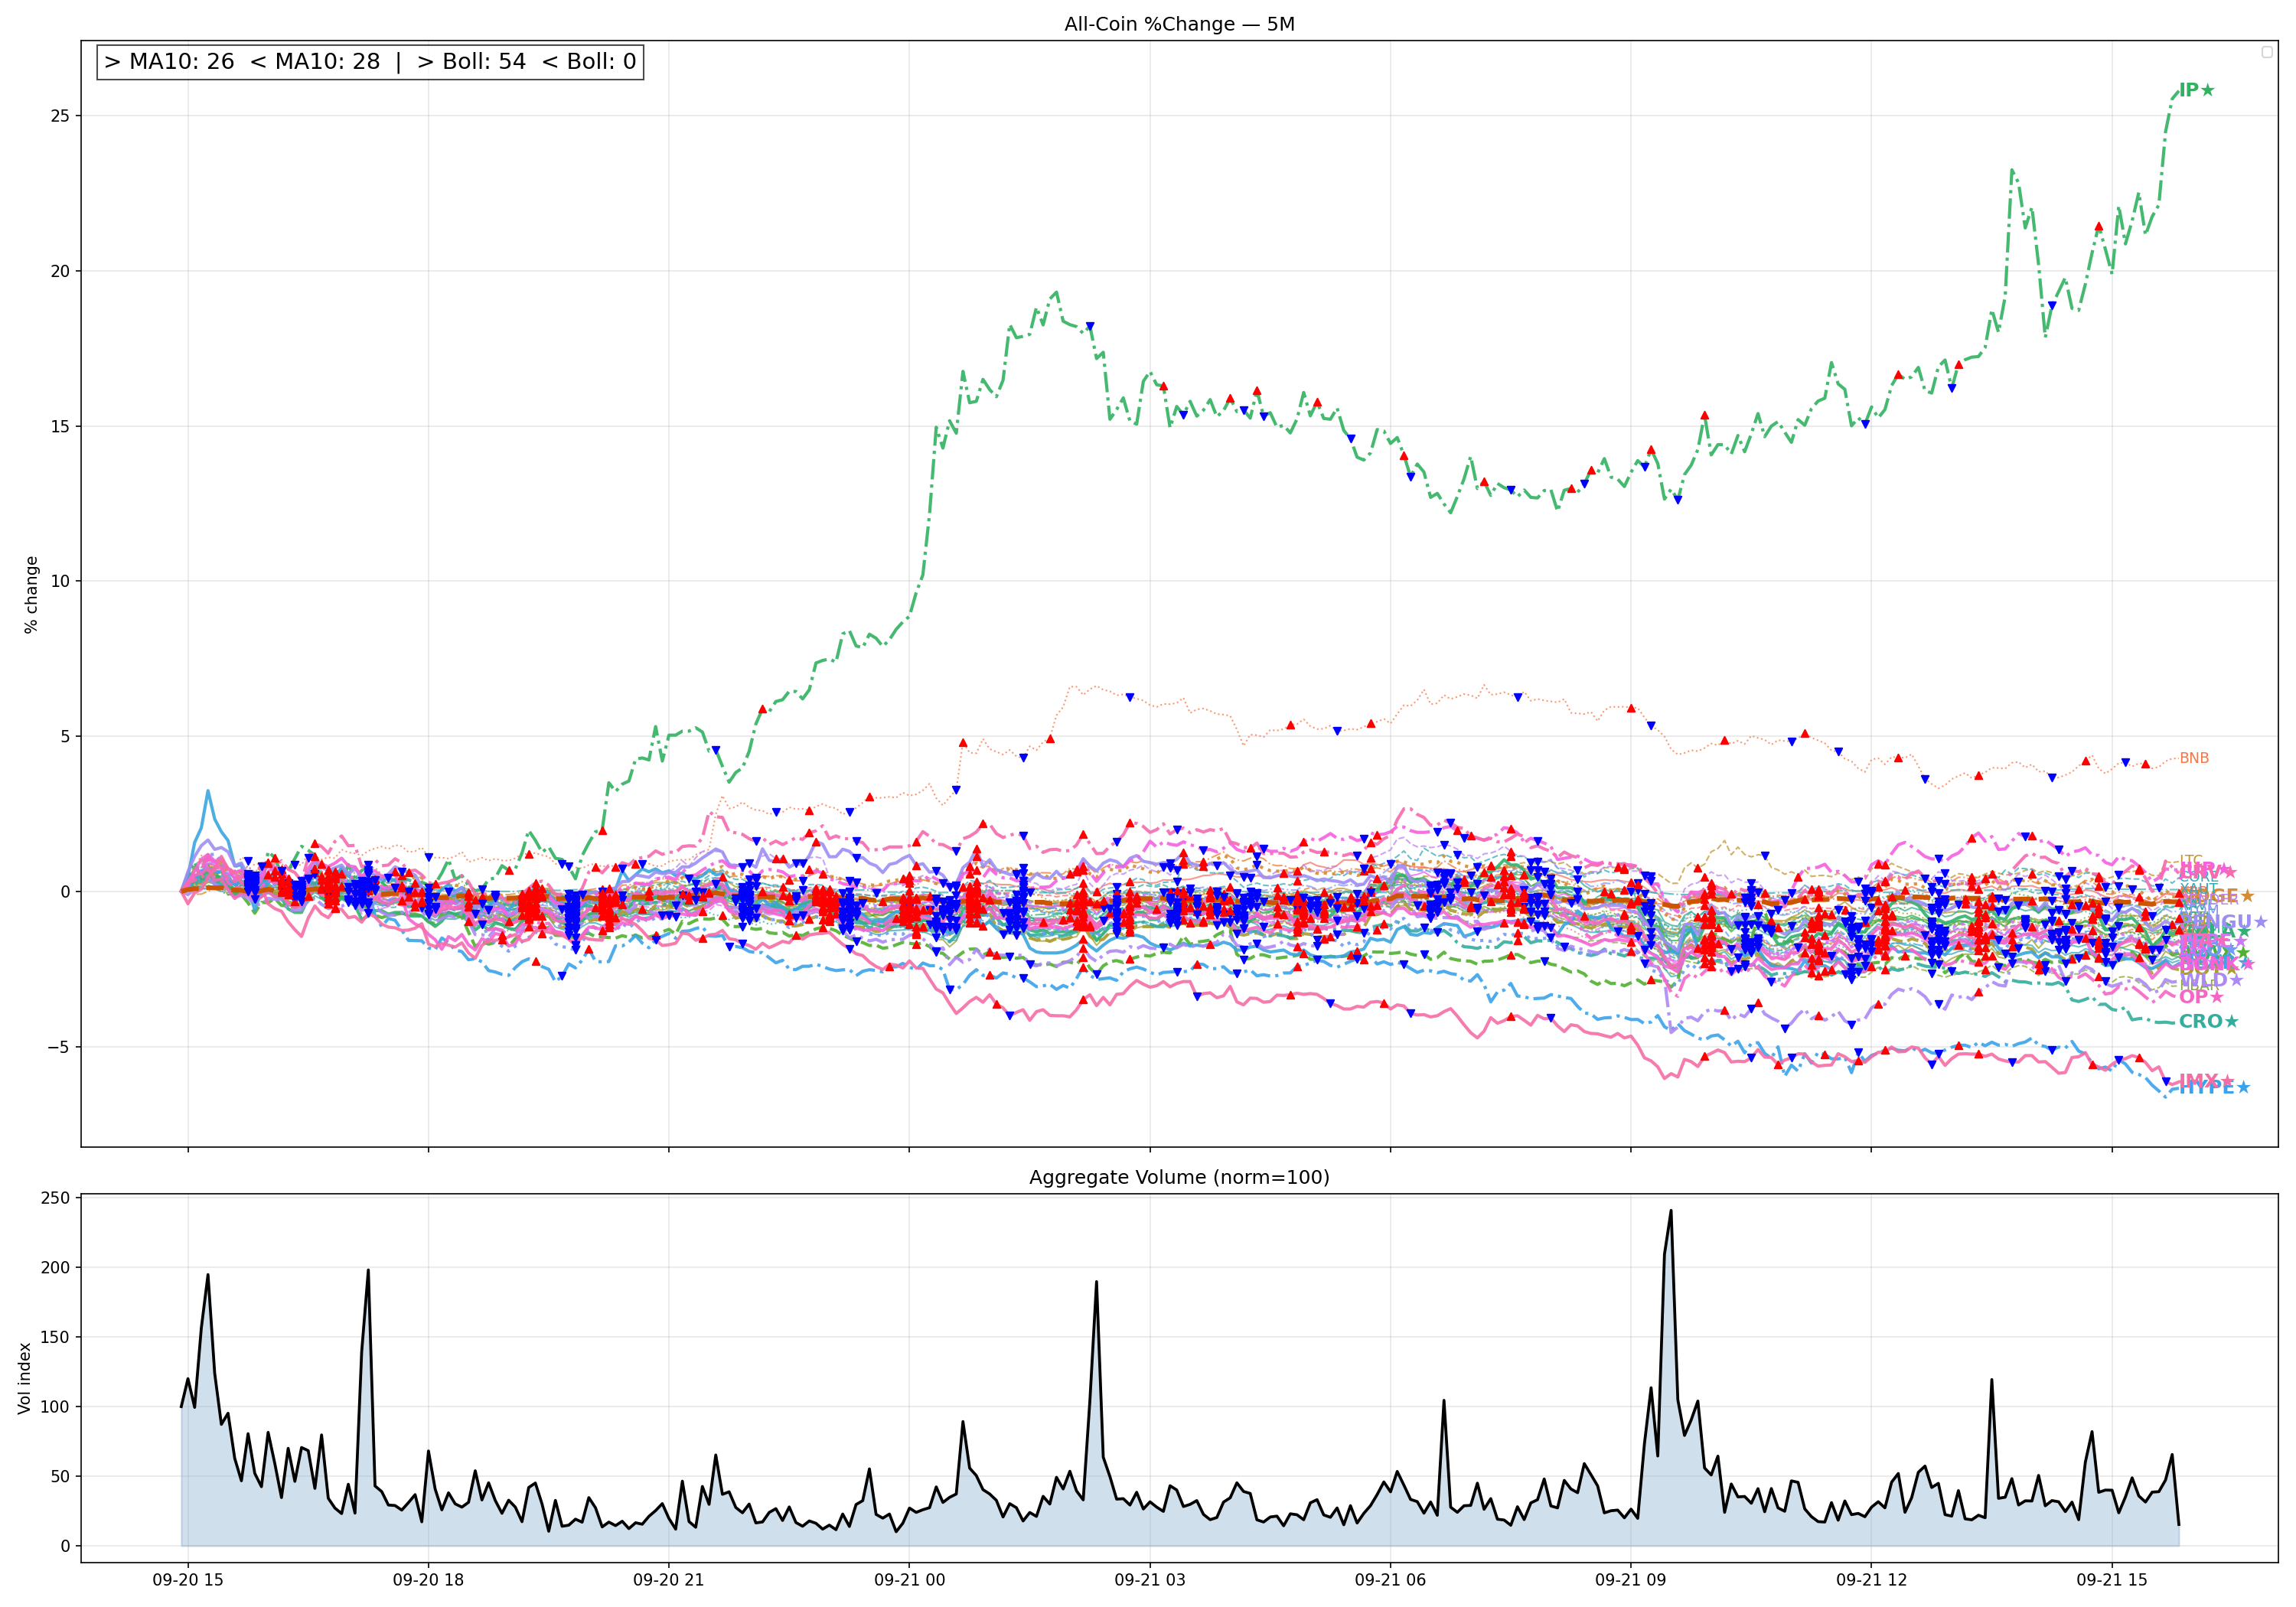 All-Coin %Change — 5M
> MA10: 26  < MA10: 28  |  > Boll: 54  < Boll: 0
% change
25
20
15
10
5
0
−5
IP★
BNB
LTC
WLD★
OP★
CRO★
IMX★
HYPE★
Aggregate Volume (norm=100)
Vol index
250
200
150
100
50
0
09-20 15
09-20 18
09-20 21
09-21 00
09-21 03
09-21 06
09-21 09
09-21 12
09-21 15